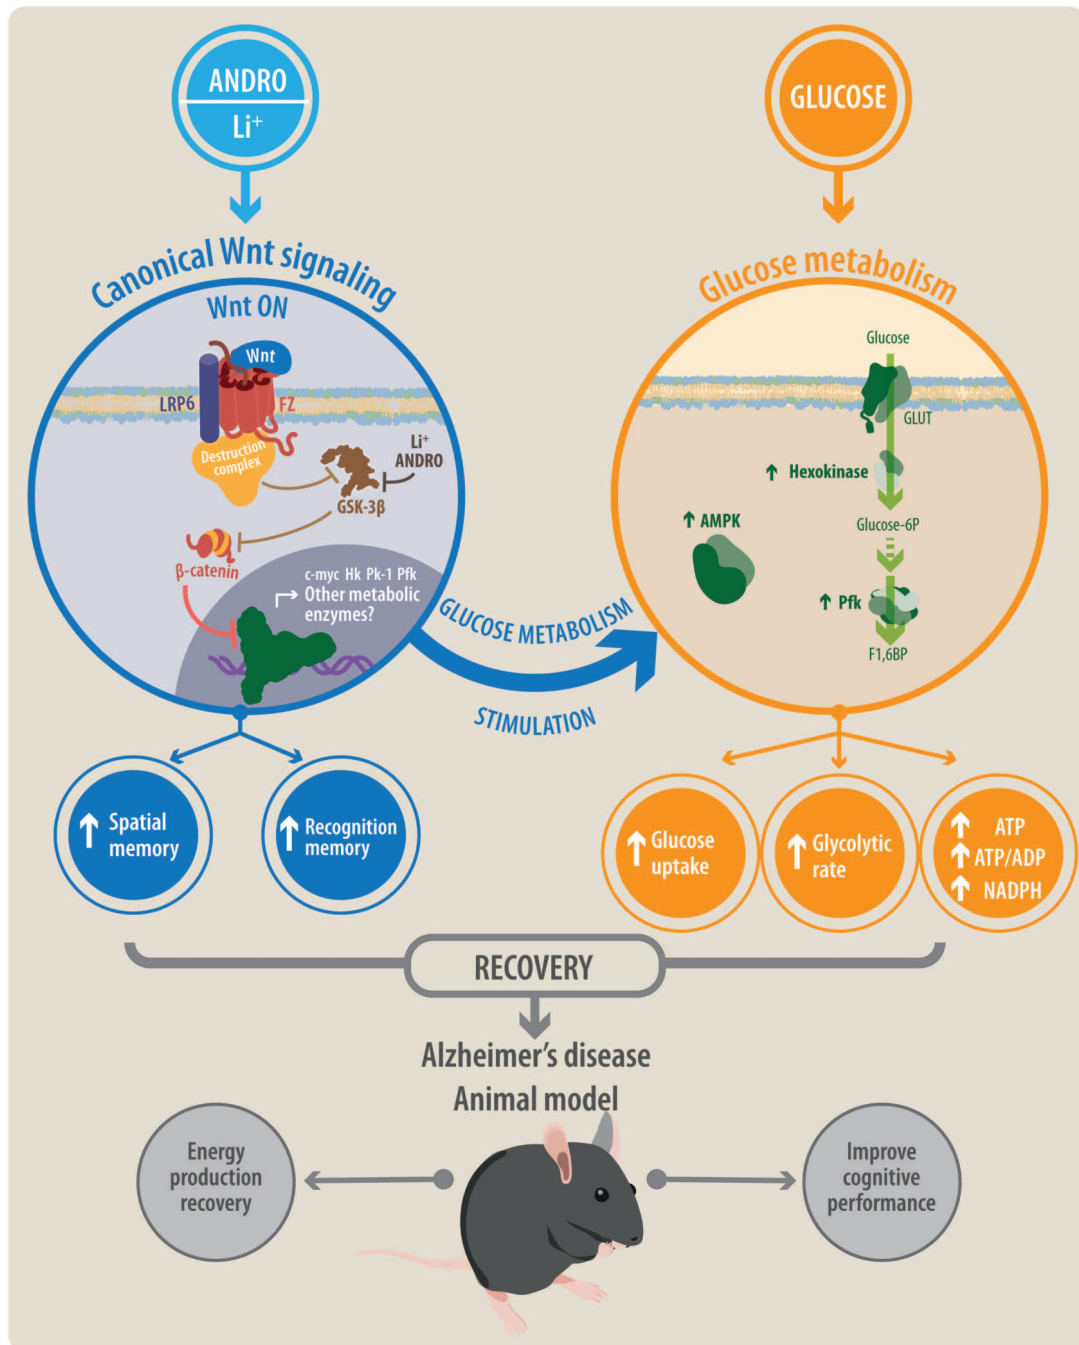 ANDRO
Li⁺
GLUCOSE
Canonical Wnt signaling
Wnt ON
Wnt
LRP6
FZ
Destruction
complex
Li⁺
ANDRO
GSK-3β
β-catenin
c-myc Hk Pk-1 Pfk
Other metabolic
enzymes?
GLUCOSE METABOLISM
STIMULATION
Glucose metabolism
Glucose
GLUT
↑ Hexokinase
Glucose-6P
↑ AMPK
↑ Pfk
F1,6BP
↑ Spatial
memory
↑ Recognition
memory
↑ Glucose
uptake
↑ Glycolytic
rate
↑ ATP
↑ ATP/ADP
↑ NADPH
RECOVERY
Alzheimer's disease
Animal model
Energy
production
recovery
Improve
cognitive
performance